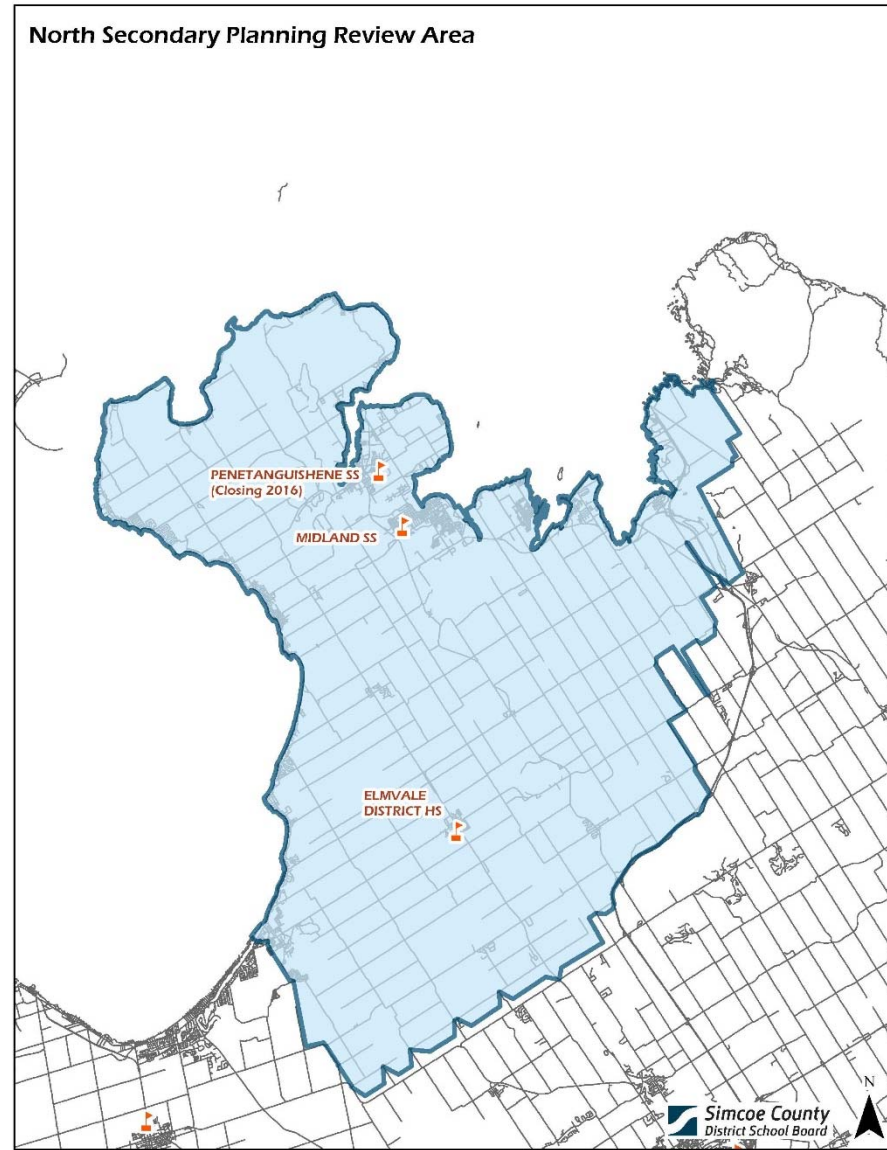 North Secondary Planning Review Area
PENETANGUISHENE SS
(Closing 2016)
MIDLAND SS
ELMVALE
DISTRICT HS
N
Simcoe County
District School Board